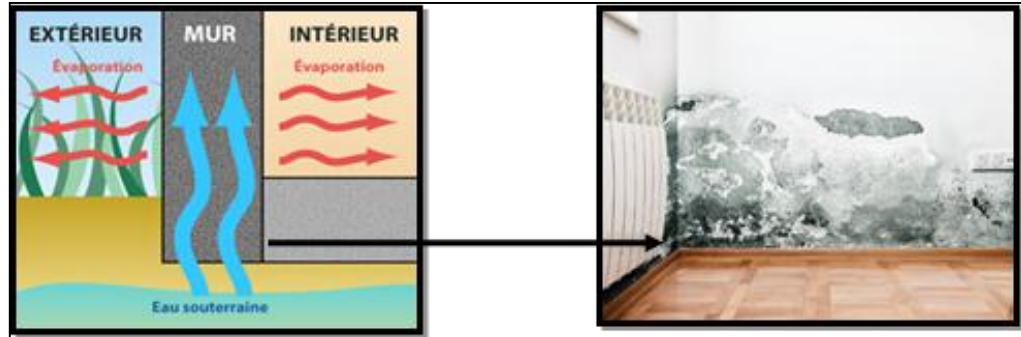 EXTÉRIEUR MUR INTÉRIEUR
Évaporation Évaporation
Eau souterraine